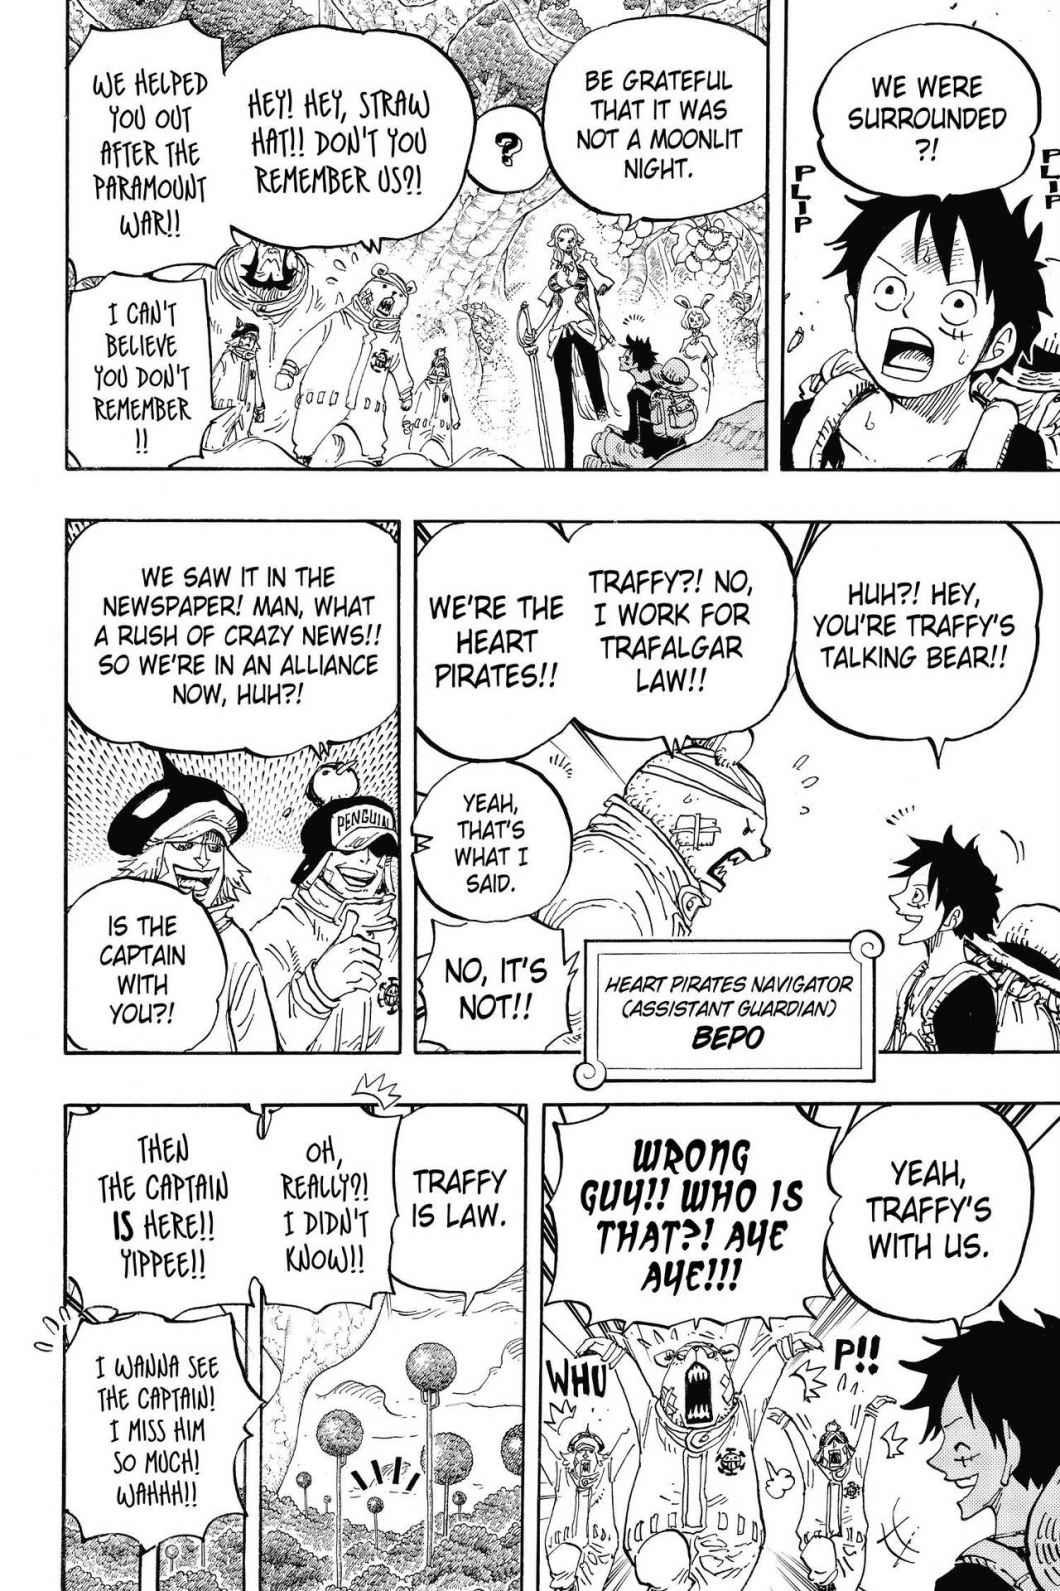 WE WERE
SURROUNDED
?!
PLIP
PLIP
PLIP
PLIP
BE GRATEFUL
THAT IT WAS
NOT A MOONLIT
NIGHT.
?
HEY! HEY, STRAW
HAT!! DON'T YOU
REMEMBER US?!
WE HELPED
YOU OUT
AFTER THE
PARAMOUNT
WAR!!
I CAN'T
BELIEVE
YOU DON'T
REMEMBER
!!
HUH?! HEY,
YOU'RE TRAFFY'S
TALKING BEAR!!
TRAFFY?! NO,
I WORK FOR
TRAFALGAR
LAW!!
WE'RE THE
HEART
PIRATES!!
YEAH,
THAT'S
WHAT I
SAID.
NO, IT'S
NOT!!
HEART PIRATES NAVIGATOR
(ASSISTANT GUARDIAN)
BEPO
WE SAW IT IN THE
NEWSPAPER! MAN, WHAT
A RUSH OF CRAZY NEWS!!
SO WE'RE IN AN ALLIANCE
NOW, HUH?!
PENGUIN
IS THE
CAPTAIN
WITH
YOU?!
YEAH,
TRAFFY'S
WITH US.
WRONG
GUY!! WHO IS
THAT?! AYE
AYE!!!
WHU
P!!
TRAFFY
IS LAW.
OH,
REALLY?!
I DIDN'T
KNOW!!
THEN
THE CAPTAIN
IS HERE!!
YIPPEE!!
I WANNA SEE
THE CAPTAIN!
I MISS HIM
SO MUCH!
WAHHH!!